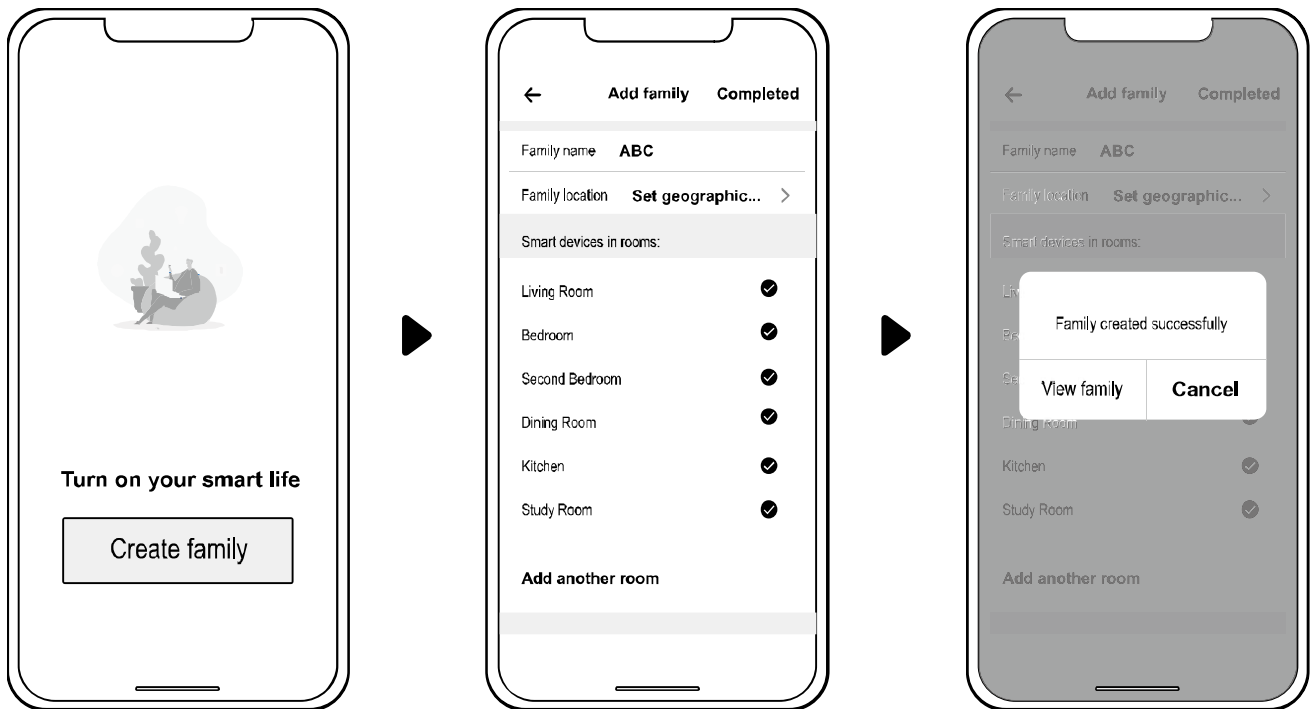 Turn on your smart life
Create family
Add family Completed
Family name ABC
Family location Set geographic...
Smart devices in rooms:
Living Room
Bedroom
Second Bedroom
Dining Room
Kitchen
Study Room
Add another room
Add family Completed
Family name ABC
Family location Set geographic...
Smart devices in rooms:
Family created successfully
View family Cancel
Dining Room
Kitchen
Study Room
Add another room